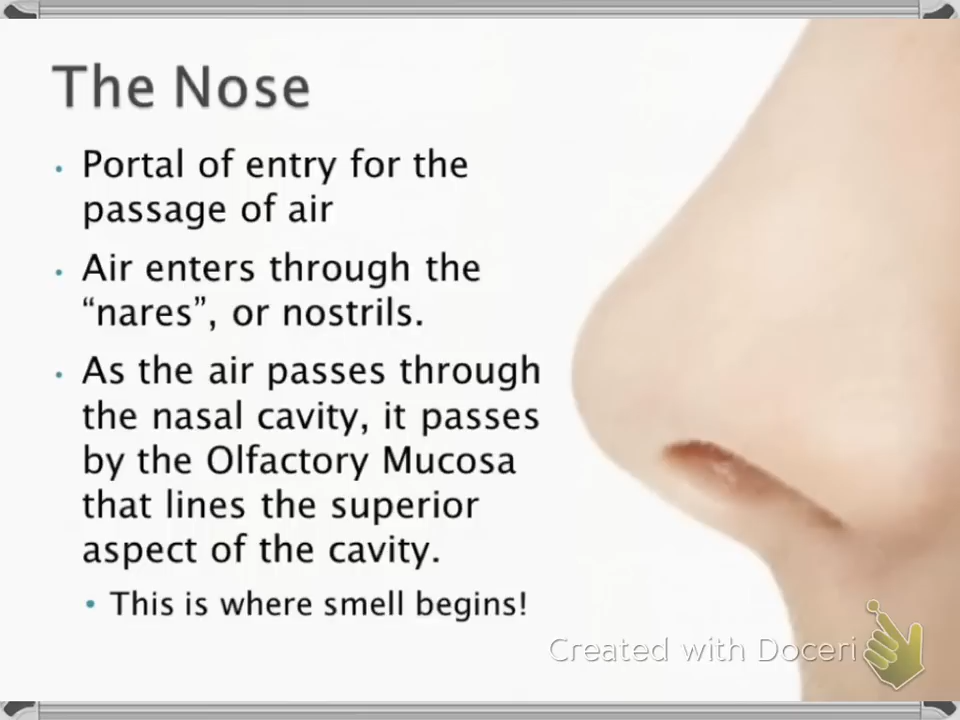 The Nose
• Portal of entry for the
passage of air
• Air enters through the
“nares”, or nostrils.
• As the air passes through
the nasal cavity, it passes
by the Olfactory Mucosa
that lines the superior
aspect of the cavity.
• This is where smell begins!
Created with Doceri